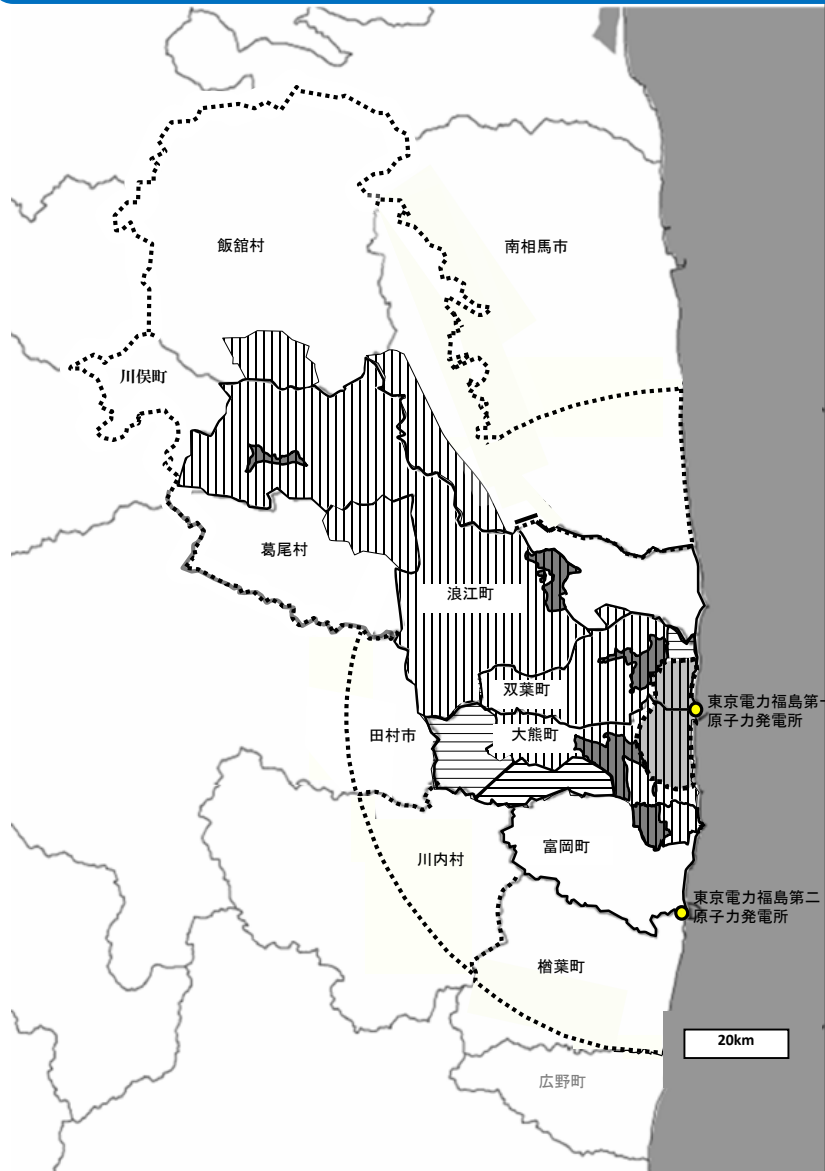 飯舘村
南相馬市
川俣町
葛尾村
浪江町
双葉町
東京電力福島第一
原子力発電所
田村市
大熊町
川内村
富岡町
東京電力福島第二
原子力発電所
楢葉町
20km
広野町